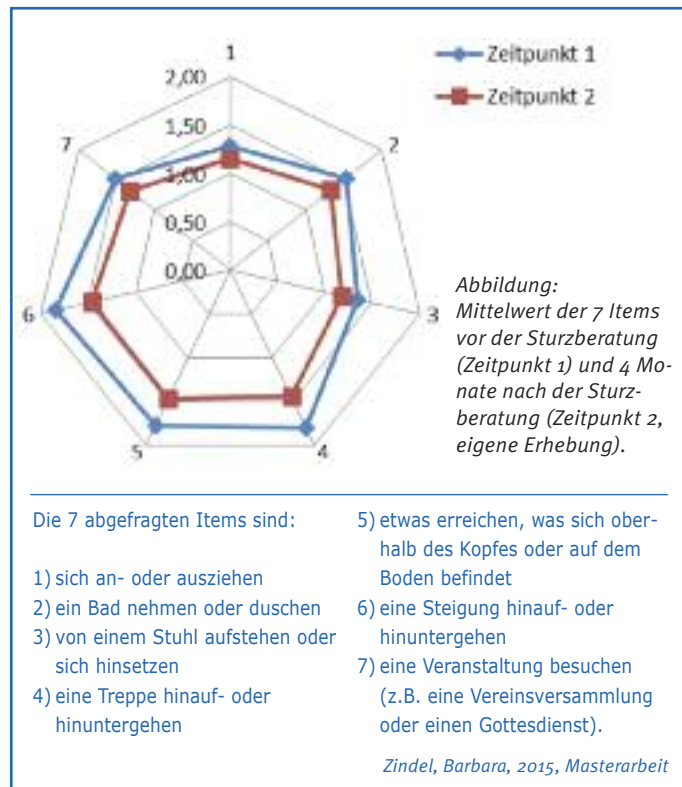 1
2,00
1,50
1,00
0,50
0,00
2
3
4
5
6
7
Zeitpunkt 1
Zeitpunkt 2
Abbildung:
Mittelwert der 7 Items
vor der Sturzberatung
(Zeitpunkt 1) und 4 Mo-
nate nach der Sturz-
beratung (Zeitpunkt 2,
eigene Erhebung).
Die 7 abgefragten Items sind:
1) sich an- oder ausziehen
2) ein Bad nehmen oder duschen
3) von einem Stuhl aufstehen oder
sich hinsetzen
4) eine Treppe hinauf- oder
hinuntergehen
5) etwas erreichen, was sich ober-
halb des Kopfes oder auf dem
Boden befindet
6) eine Steigung hinauf- oder
hinuntergehen
7) eine Veranstaltung besuchen
(z.B. eine Vereinsversammlung
oder einen Gottesdienst).
Zindel, Barbara, 2015, Masterarbeit